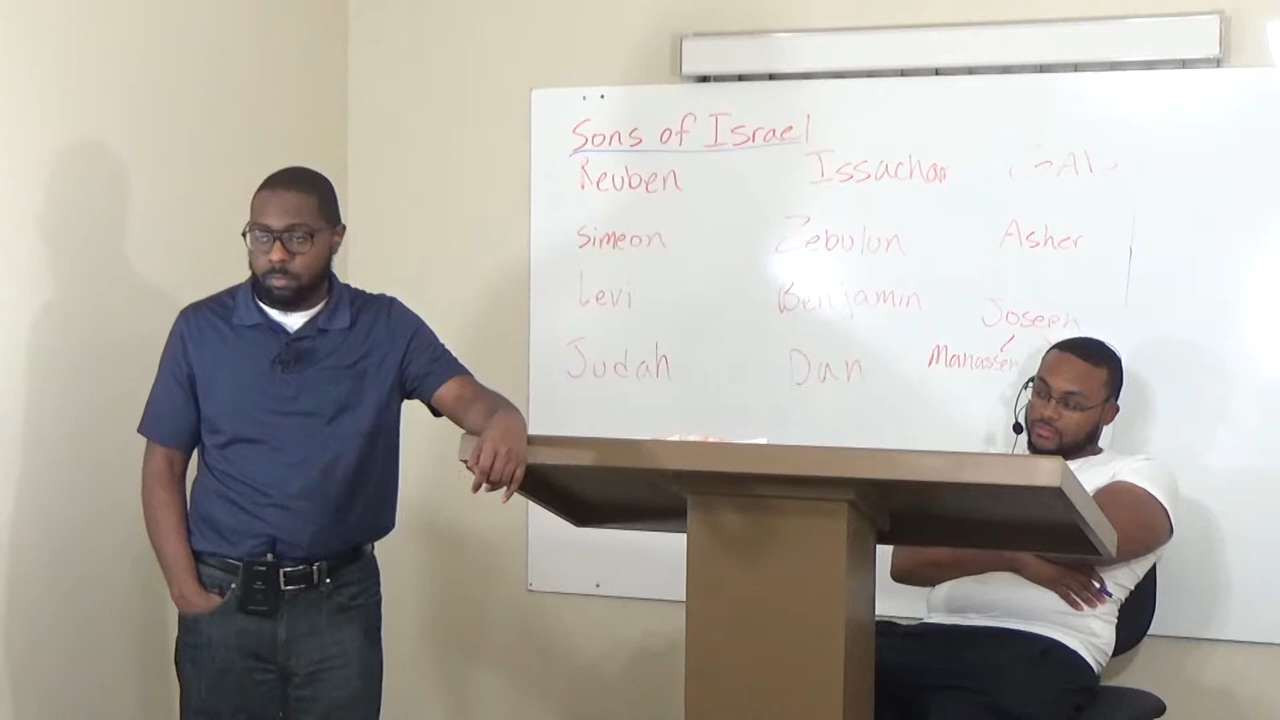 Sons of Israel
Reuben Issachar
Simeon Zebulun Asher
Levi Benjamin Joseph
Judah Dan Manasseh